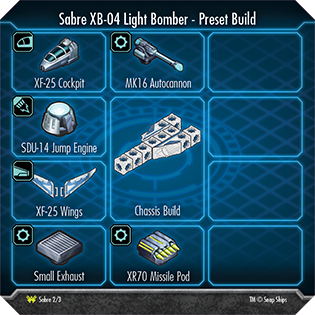 Sabre XB-04 Light Bomber - Preset Build
XF-25 Cockpit
MK16 Autocannon
SDU-14 Jump Engine
XF-25 Wings
Chassis Build
Small Exhaust
XR70 Missile Pod
Sabre 2/3
TM © Snap Ships